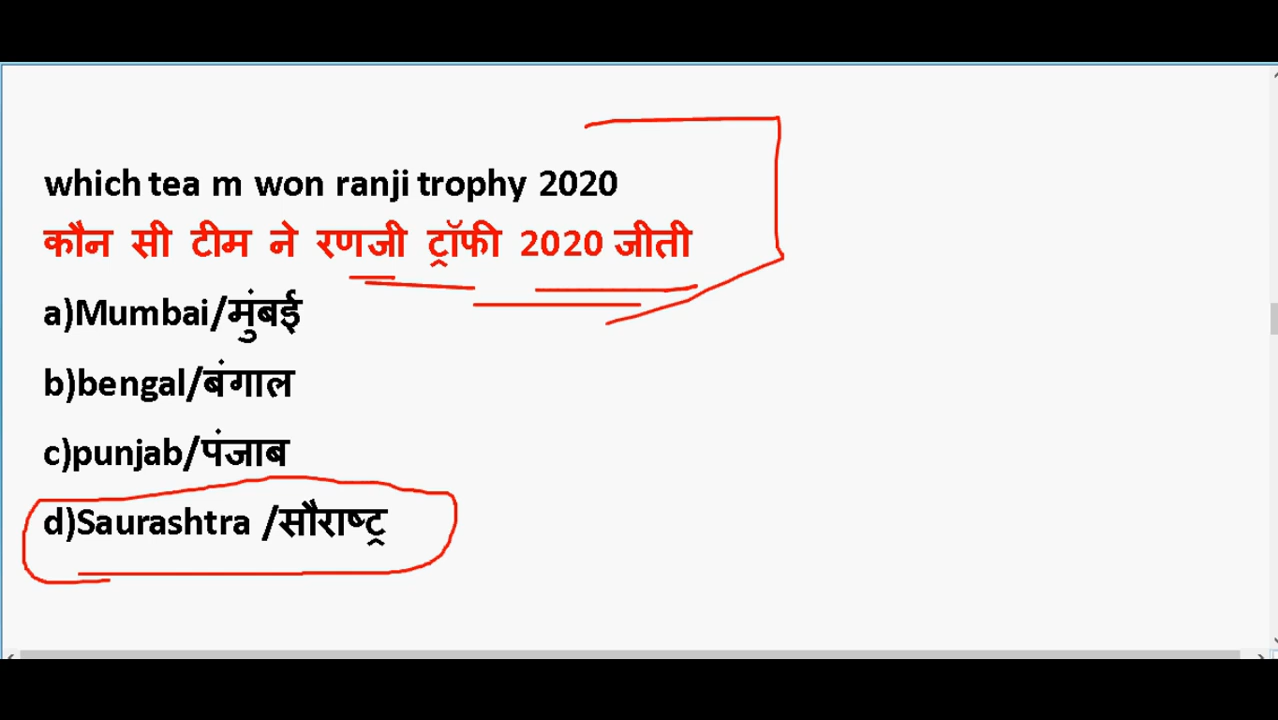 which tea m won ranji trophy 2020
कौन सी टीम ने रणजी ट्रॉफी 2020 जीती
a)Mumbai/मुंबई
b)bengal/बंगाल
c)punjab/पंजाब
d)Saurashtra /सौराष्ट्र